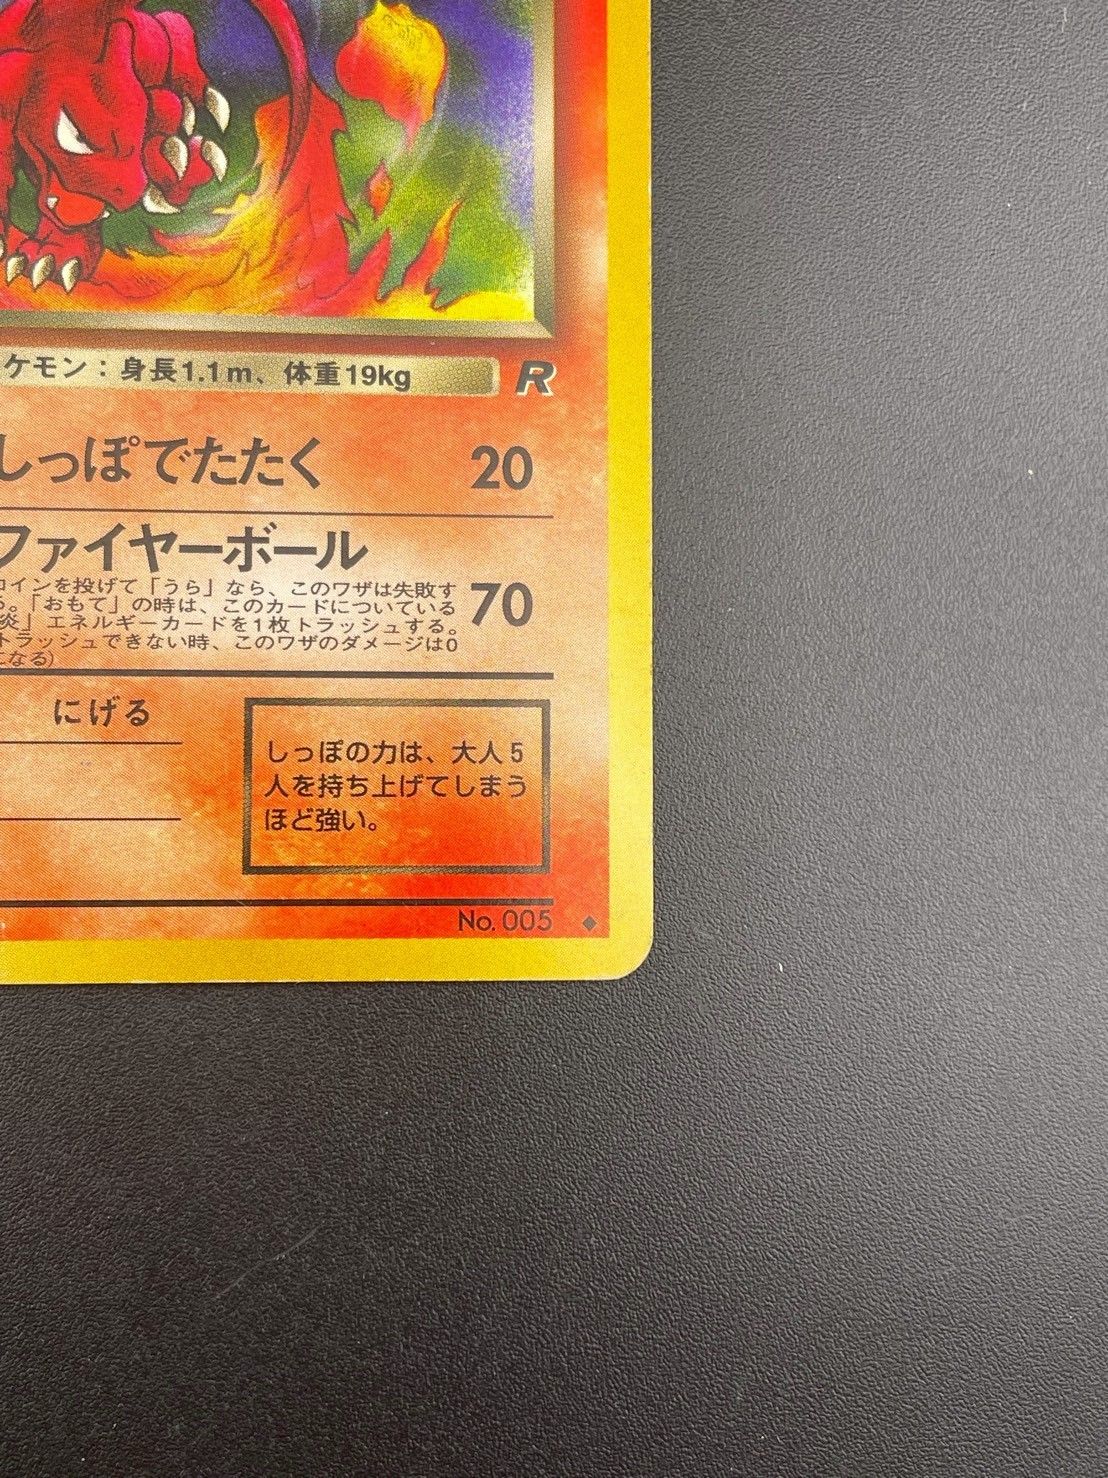 ケモン：身長1.1m、体重19kg R
しっぽでたたく 20
ファイヤーボール
コインを投げて「うら」なら、このワザは失敗す
る。「おもて」の時は、このカードについている
炎」エネルギーカードを1枚トラッシュする。
トラッシュできない時、このワザのダメージは0
になる) 70
にげる
しっぽの力は、大人5
人を持ち上げてしまう
ほど強い。
No. 005 ◆